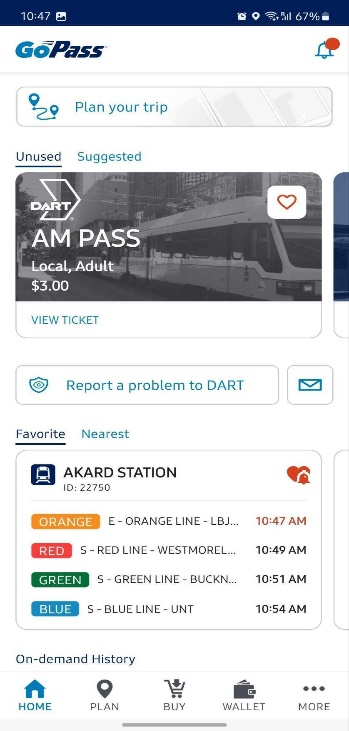 10:47
67%
GoPass
Plan your trip
Unused Suggested
DART
AM PASS
Local, Adult
$3.00
VIEW TICKET
Report a problem to DART
Favorite Nearest
AKARD STATION
ID: 22750
ORANGE E - ORANGE LINE - LBJ... 10:47 AM
RED S - RED LINE - WESTMOREL... 10:49 AM
GREEN S - GREEN LINE - BUCKN... 10:51 AM
BLUE S - BLUE LINE - UNT 10:54 AM
On-demand History
HOME PLAN BUY WALLET MORE